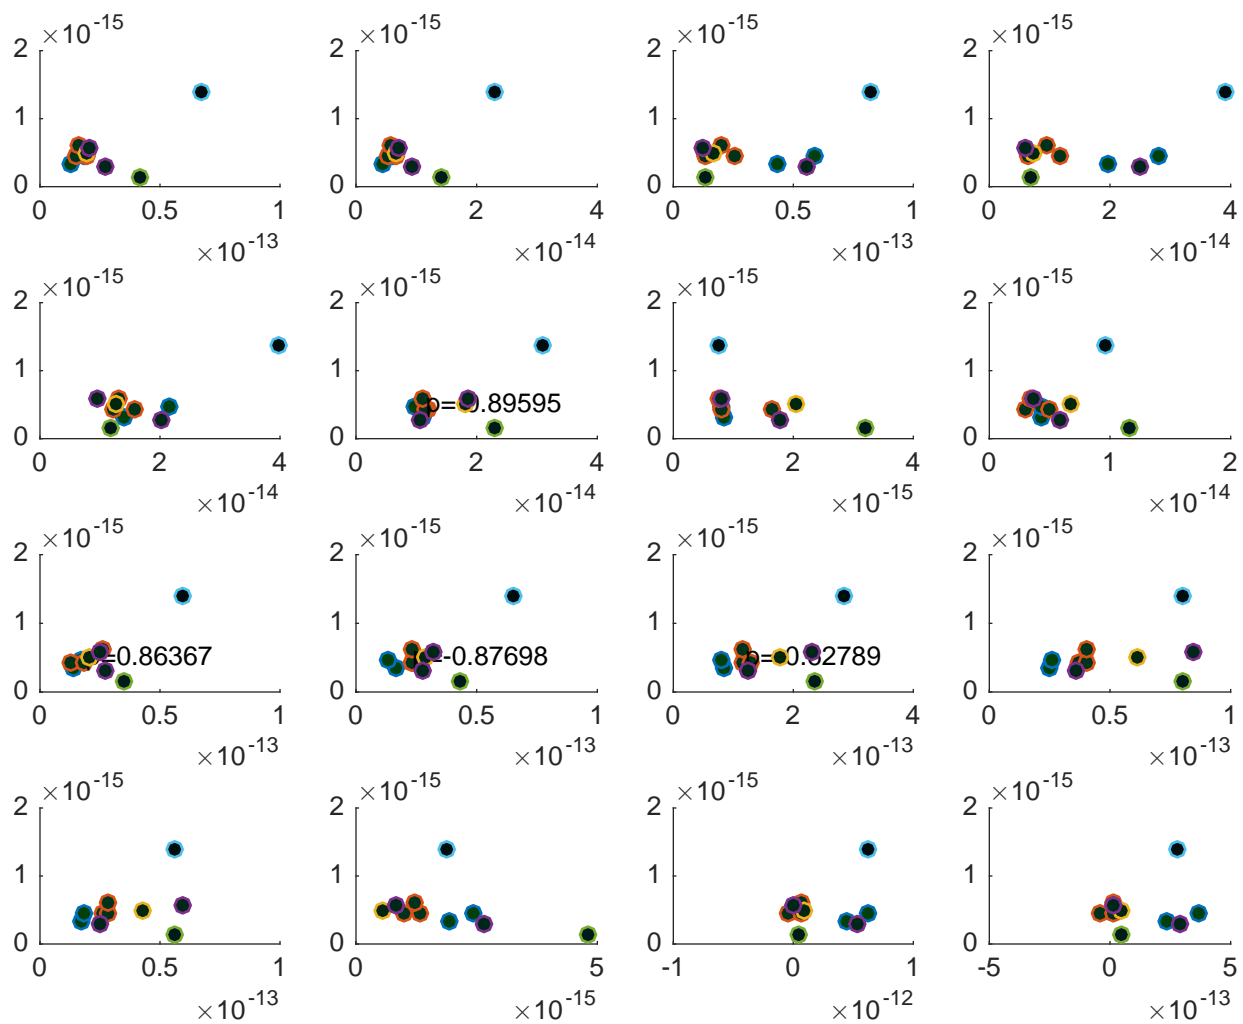 ×10-15 ×10-15 ×10-15 ×10-15
2 2 2 2
1 1 1 1
0 0 0 0
0 0.5 1 0 2 4 0 0.5 1 0 2 4
×10-13 ×10-14 ×10-13 ×10-14
×10-15 ×10-15 ×10-15 ×10-15
2 2 2 2
1 1 1 1
0.89595
0 0 0 0
0 2 4 0 2 4 0 2 4 0 1 2
×10-14 ×10-14 ×10-15 ×10-14
×10-15 ×10-15 ×10-15 ×10-15
2 2 2 2
1 1 1 1
=0.86367 =-0.87698
0 0 0 0
0 0.5 1 0 0.5 1 0 2 4 0 0.5 1
×10-13 ×10-13 ×10-13 ×10-13
×10-15 ×10-15 ×10-15 ×10-15
2 2 2 2
1 1 1 1
0 0 0 0
0 0.5 1 0 5 -1 0 1 -5 0 5
×10-13 ×10-15 ×10-12 ×10-13